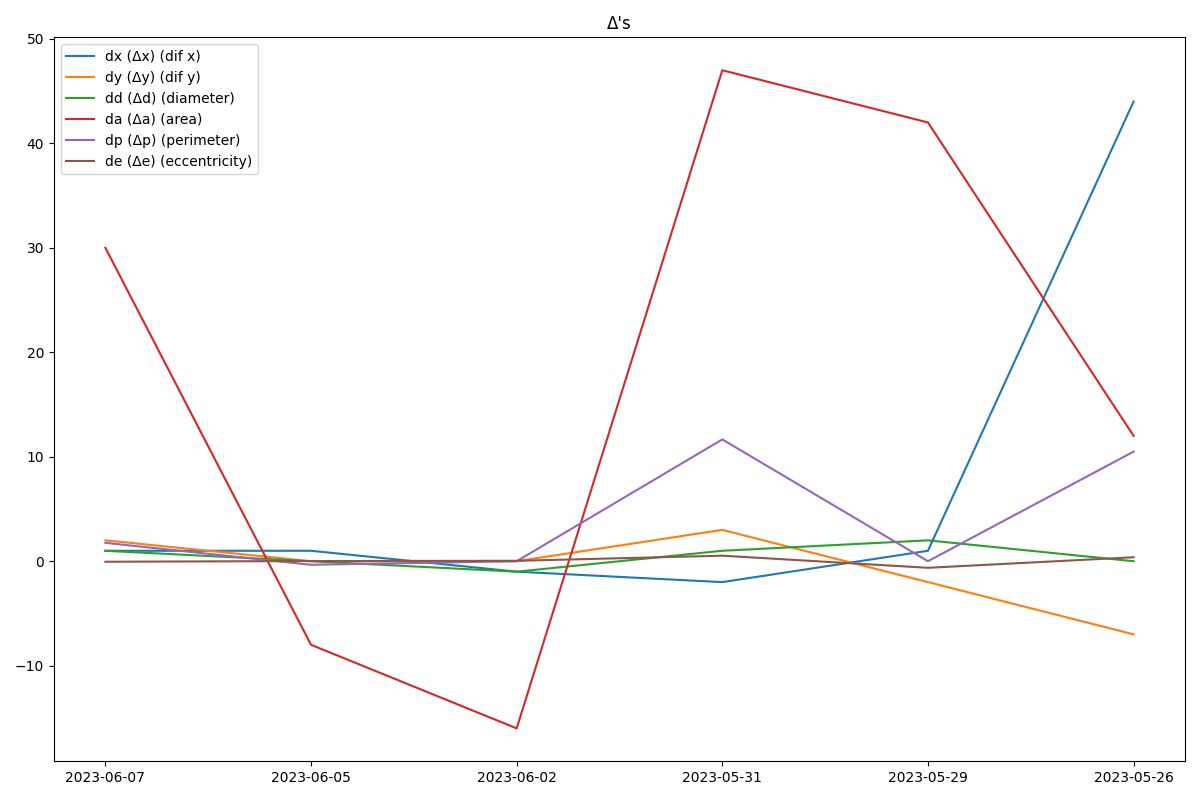 Δ's
50
40
30
20
10
0
−10
dx (Δx) (dif x)
dy (Δy) (dif y)
dd (Δd) (diameter)
da (Δa) (area)
dp (Δp) (perimeter)
de (Δe) (eccentricity)
2023-06-07 2023-06-05 2023-06-02 2023-05-31 2023-05-29 2023-05-26